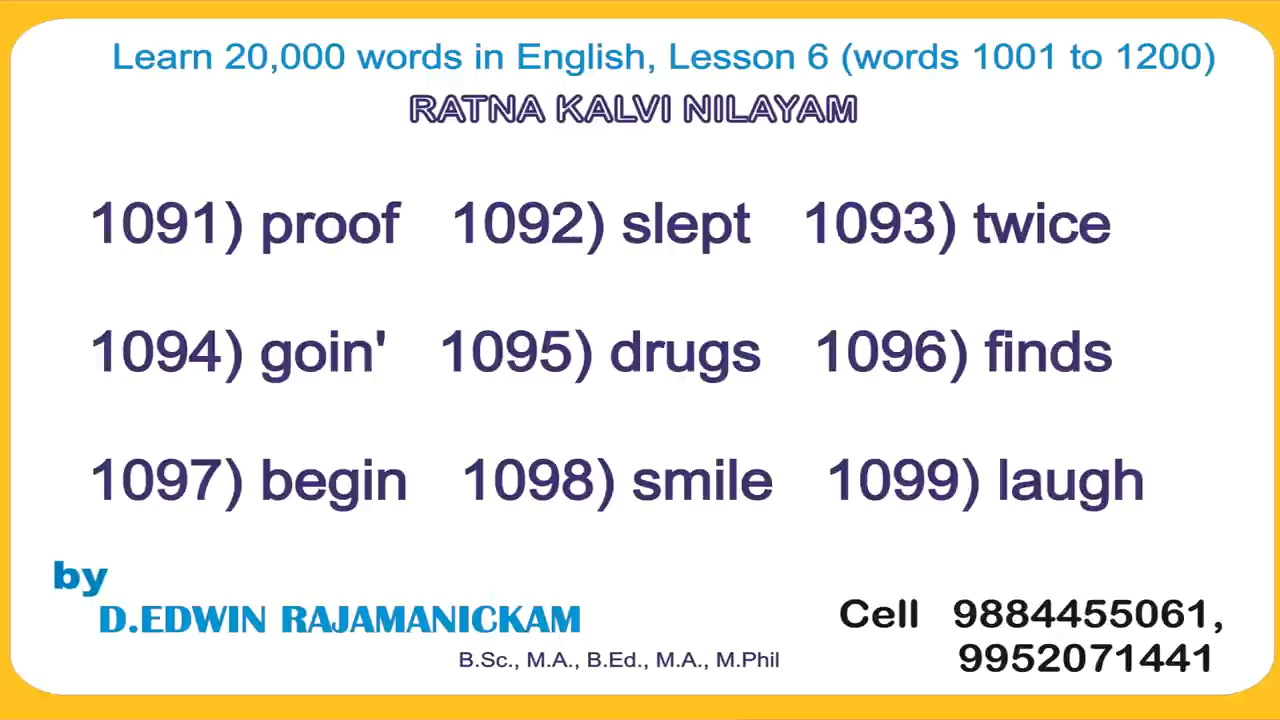 Learn 20,000 words in English, Lesson 6 (words 1001 to 1200)
RATNA KALVI NILAYAM
1091) proof 1092) slept 1093) twice
1094) goin' 1095) drugs 1096) finds
1097) begin 1098) smile 1099) laugh
by
D.EDWIN RAJAMANICKAM
B.Sc., M.A., B.Ed., M.A., M.Phil
Cell 9884455061,
9952071441